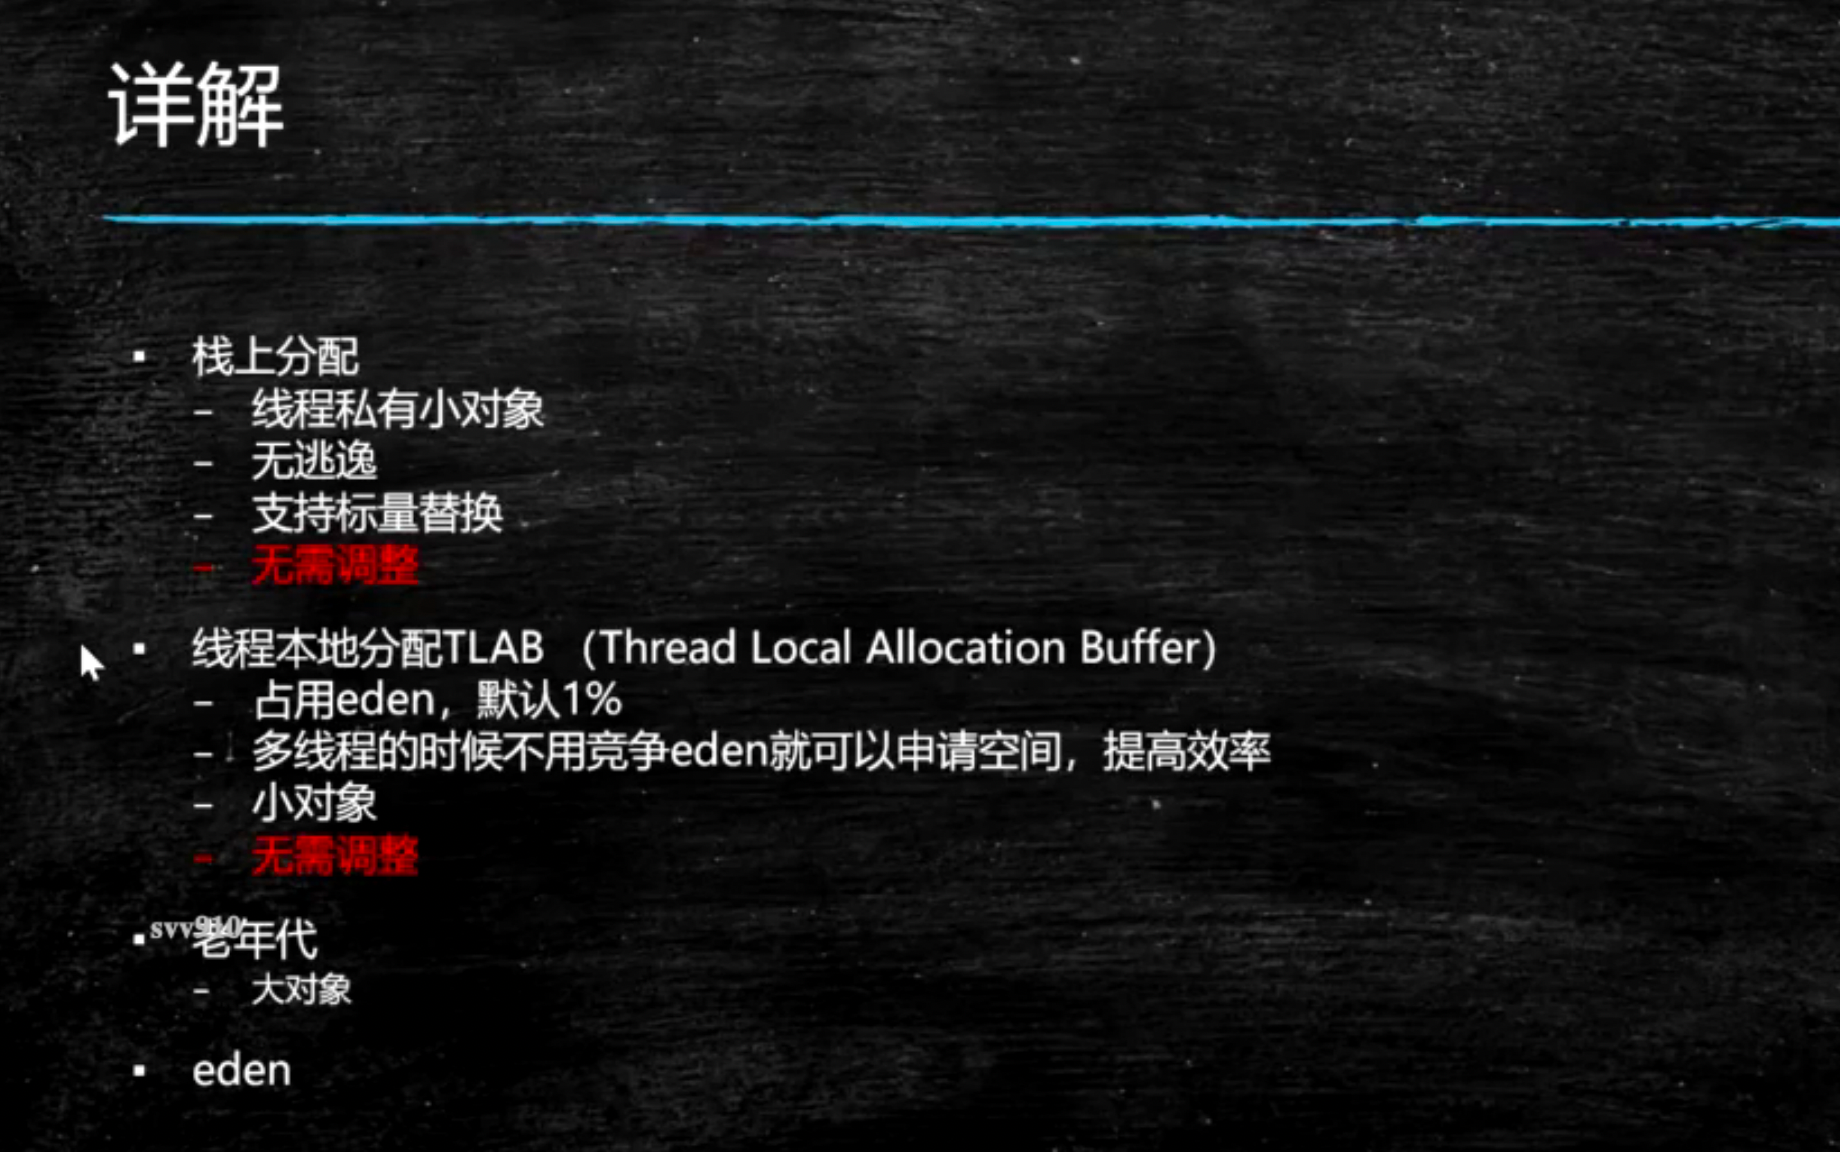 详解
▪ 栈上分配
– 线程私有小对象
– 无逃逸
– 支持标量替换
– 无需调整
▪ 线程本地分配TLAB （Thread Local Allocation Buffer）
– 占用eden，默认1%
– 多线程的时候不用竞争eden就可以申请空间，提高效率
– 小对象
– 无需调整
svv910
▪ 老年代
– 大对象
▪ eden